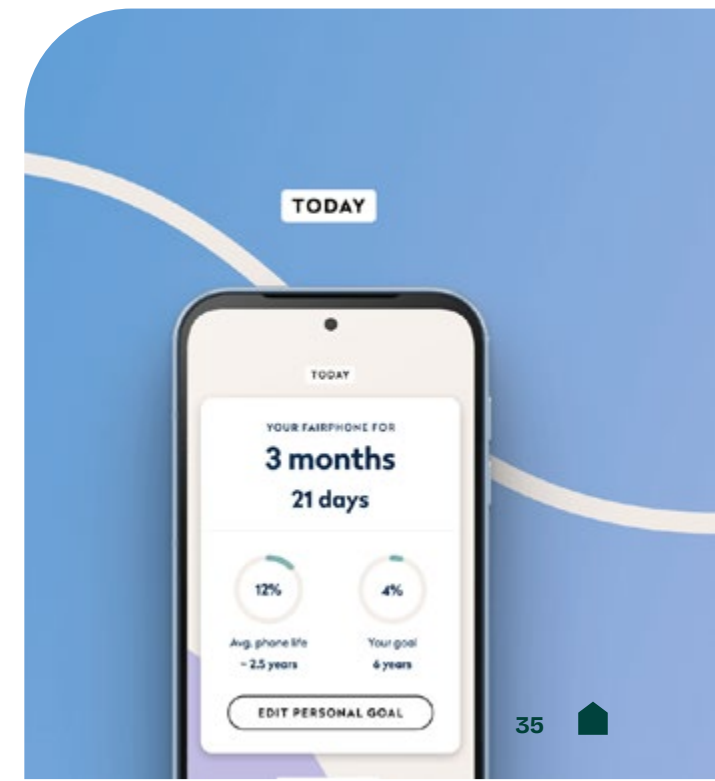 TODAY
TODAY
YOUR FAIRPHONE FOR
3 months
21 days
12%
4%
Avg. phone life
Your goal
~ 2.5 years
6 years
EDIT PERSONAL GOAL
35